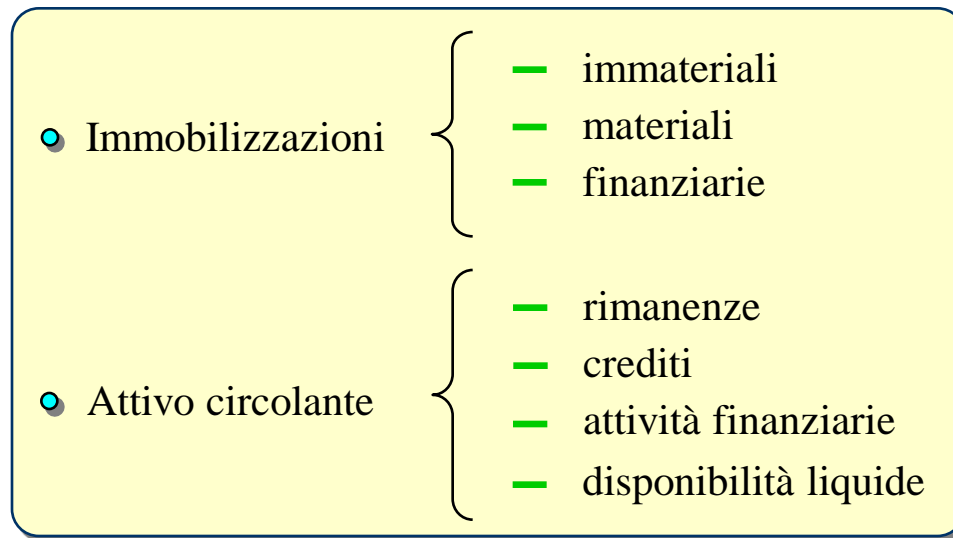 Immobilizzazioni
immateriali
materiali
finanziarie
Attivo circolante
rimanenze
crediti
attività finanziarie
disponibilità liquide